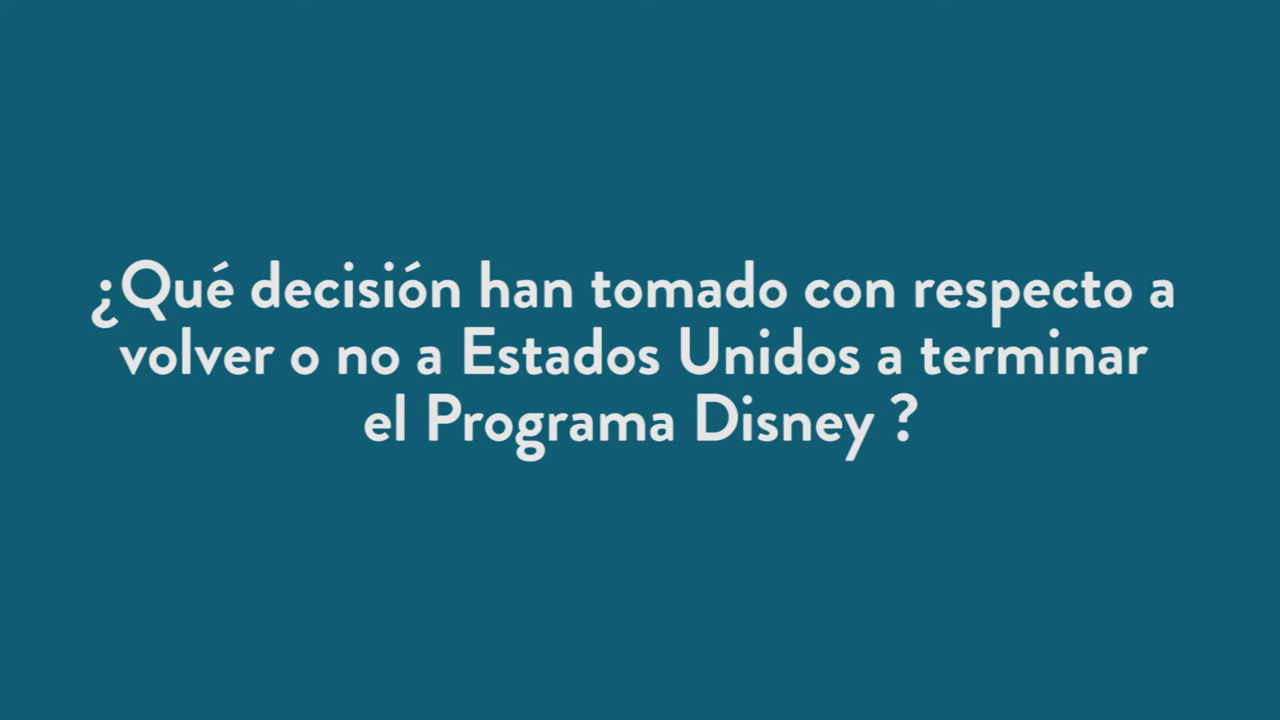 ¿Qué decisión han tomado con respecto a
volver o no a Estados Unidos a terminar
el Programa Disney ?